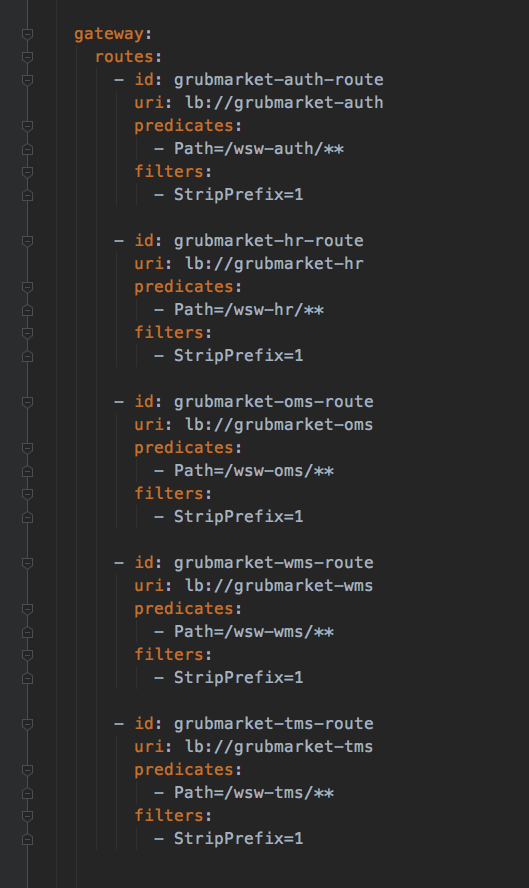 gateway:
routes:
- id: grubmarket-auth-route
uri: lb://grubmarket-auth
predicates:
- Path=/wsw-auth/**
filters:
- StripPrefix=1
- id: grubmarket-hr-route
uri: lb://grubmarket-hr
predicates:
- Path=/wsw-hr/**
filters:
- StripPrefix=1
- id: grubmarket-oms-route
uri: lb://grubmarket-oms
predicates:
- Path=/wsw-oms/**
filters:
- StripPrefix=1
- id: grubmarket-wms-route
uri: lb://grubmarket-wms
predicates:
- Path=/wsw-wms/**
filters:
- StripPrefix=1
- id: grubmarket-tms-route
uri: lb://grubmarket-tms
predicates:
- Path=/wsw-tms/**
filters:
- StripPrefix=1